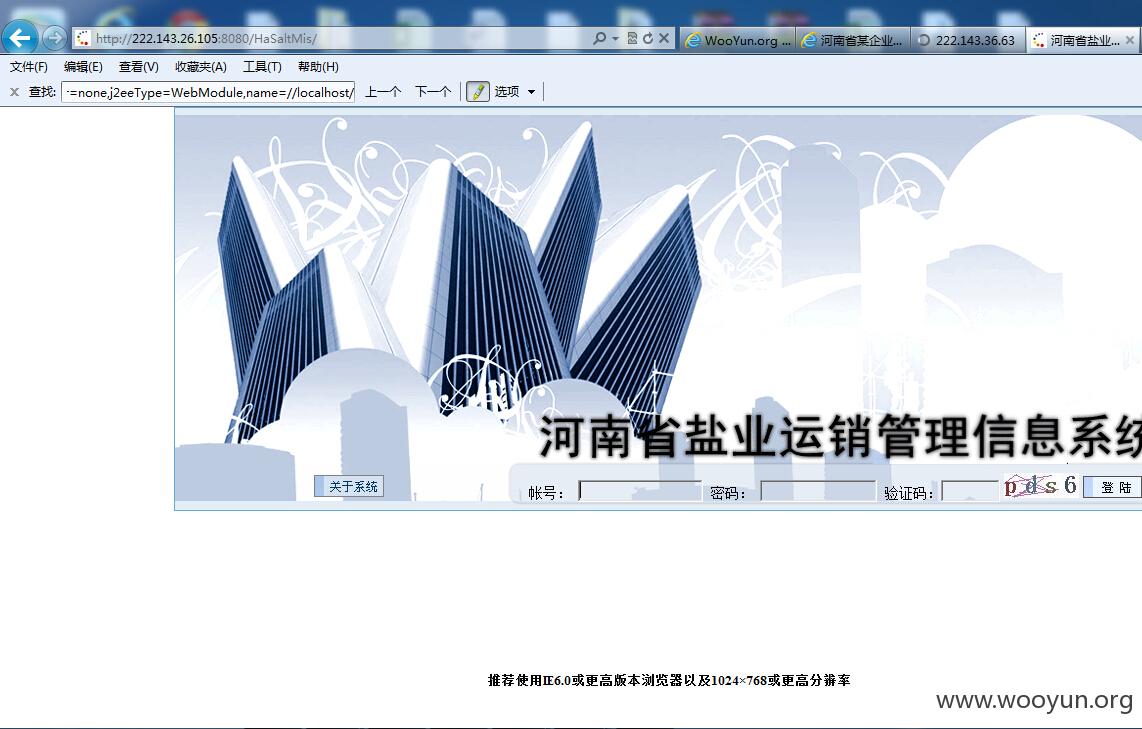 http://222.143.26.105:8080/HaSaltMis/
WooYun.org ...
河南省某企业...
222.143.36.63
河南省盐业...
文件(F) 编辑(E) 查看(V) 收藏夹(A) 工具(T) 帮助(H)
查找: r=none,j2eeType=WebModule,name=//localhost/ 上一个 下一个 选项
河南省盐业运销管理信息系统
关于系统 帐号: 密码: 验证码: pds6 登 陆
推荐使用IE6.0或更高版本浏览器以及1024×768或更高分辨率
www.wooyun.org